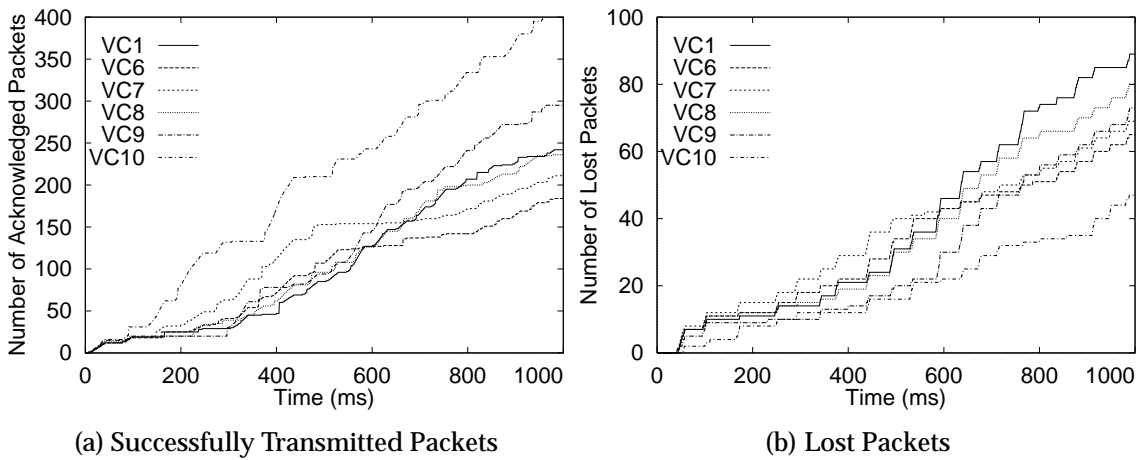 400
350
300
250
200
150
100
50
0
Number of Acknowledged Packets
VC1
VC6
VC7
VC8
VC9
VC10
0 200 400 600 800 1000
Time (ms)
(a) Successfully Transmitted Packets
100
80
60
40
20
0
Number of Lost Packets
VC1
VC6
VC7
VC8
VC9
VC10
0 200 400 600 800 1000
Time (ms)
(b) Lost Packets